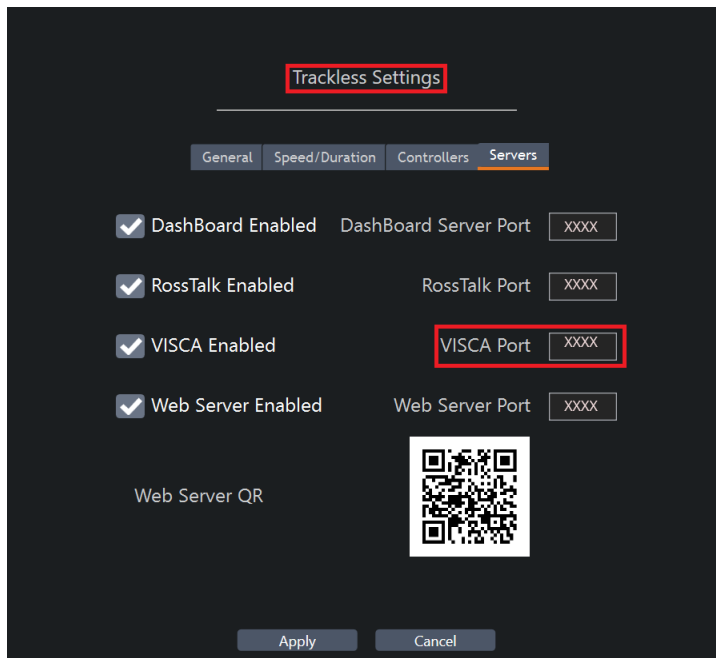 Trackless Settings
General Speed/Duration Controllers Servers
DashBoard Enabled DashBoard Server Port XXXX
RossTalk Enabled RossTalk Port XXXX
VISCA Enabled VISCA Port XXXX
Web Server Enabled Web Server Port XXXX
Web Server QR
Apply Cancel